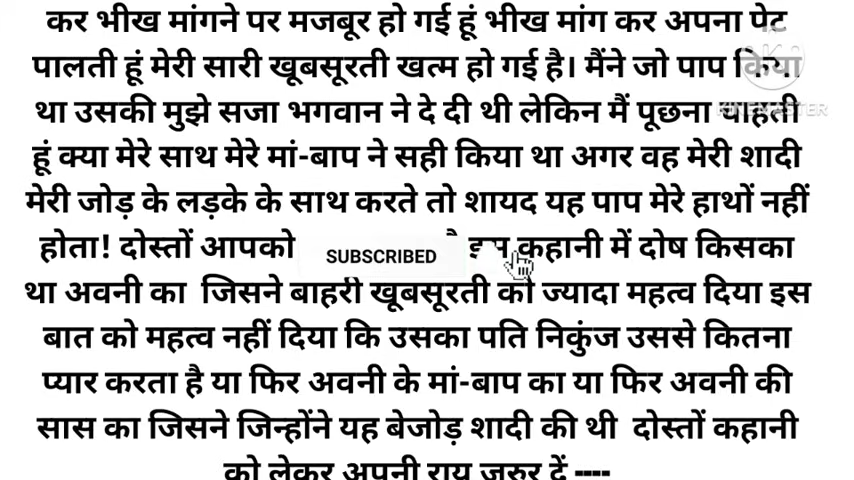 कर भीख मांगने पर मजबूर हो गई हूं भीख मांग कर अपना पेट
पालती हूं मेरी सारी खूबसूरती खत्म हो गई है। मैंने जो पाप किया
था उसकी मुझे सजा भगवान ने दे दी थी लेकिन मैं पूछना चाहती
KINEMASTER
हूं क्या मेरे साथ मेरे मां-बाप ने सही किया था अगर वह मेरी शादी
मेरी जोड़ के लड़के के साथ करते तो शायद यह पाप मेरे हाथों नहीं
होता! दोस्तों आपको इस कहानी में दोष किसका
SUBSCRIBED
था अवनी का जिसने बाहरी खूबसूरती को ज्यादा महत्व दिया इस
बात को महत्व नहीं दिया कि उसका पति निकुंज उससे कितना
प्यार करता है या फिर अवनी के मां-बाप का या फिर अवनी की
सास का जिसने जिन्होंने यह बेजोड़ शादी की थी दोस्तों कहानी
को लेकर अपनी राय जरुर दें ----